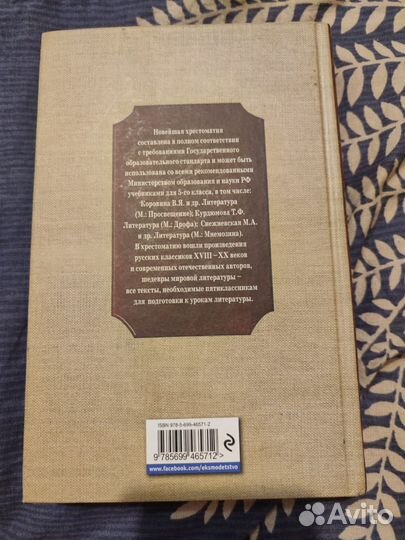 Новейшая хрестоматия
составлена в полном соответствии
с требованиями Государственного
образовательного стандарта и может быть
использована со всеми рекомендованными
Министерством образования и науки РФ
учебниками для 5-го класса, в том числе:
Коровина В.Я. и др. Литература
(М.: Просвещение); Курдюмова Т.Ф.
Литература (М.: Дрофа); Снежневская М.А.
и др. Литература (М.: Мнемозина).
В хрестоматию вошли произведения
русских классиков XVIII–XX веков
и современных отечественных авторов,
шедевры мировой литературы –
все тексты, необходимые пятиклассникам
для подготовки к урокам литературы.
ISBN 978-5-699-46571-2
9 785699 465712 >
www.facebook.com/eksmodetstvo
Avito